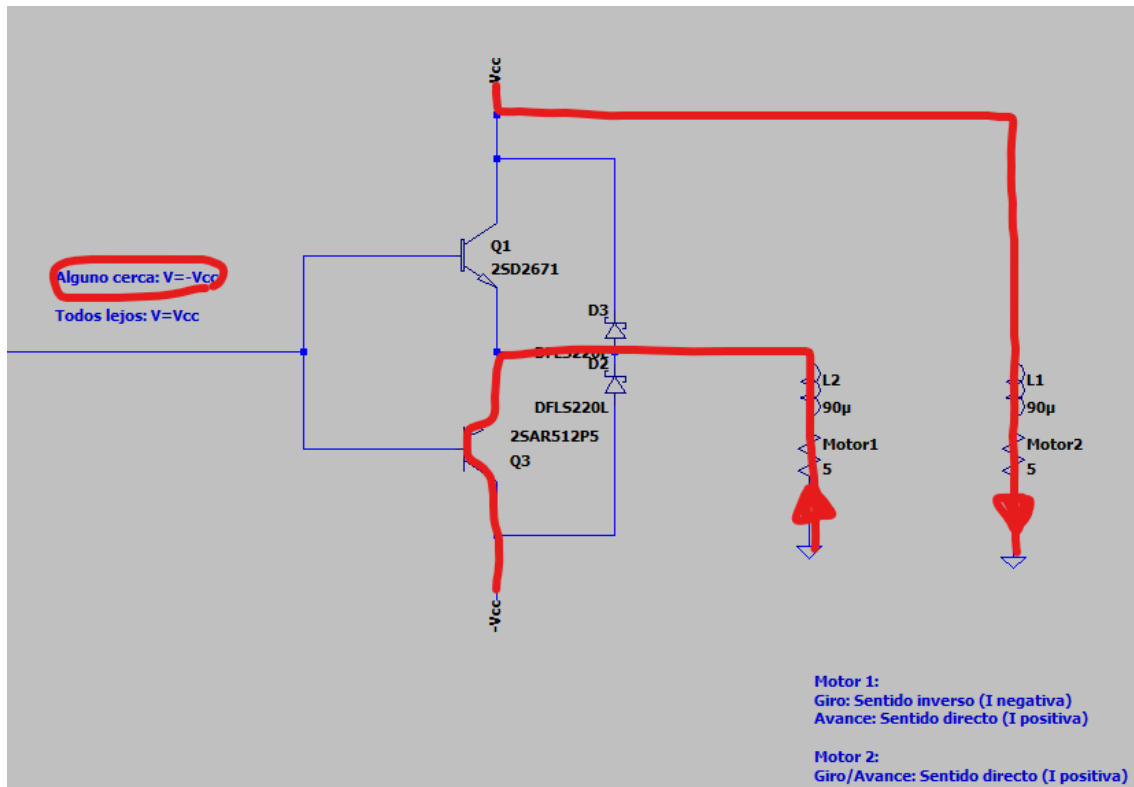 Vcc
Q1
2SD2671
Alguno cerca: V=-Vcc
Todos lejos: V=Vcc
D3
DFLS220L
D2
L2
L1
90µ
90µ
DFLS220L
2SAR512P5
Motor1
Motor2
Q3
5
5
-Vcc
Motor 1:
Giro: Sentido inverso (I negativa)
Avance: Sentido directo (I positiva)
Motor 2:
Giro/Avance: Sentido directo (I positiva)